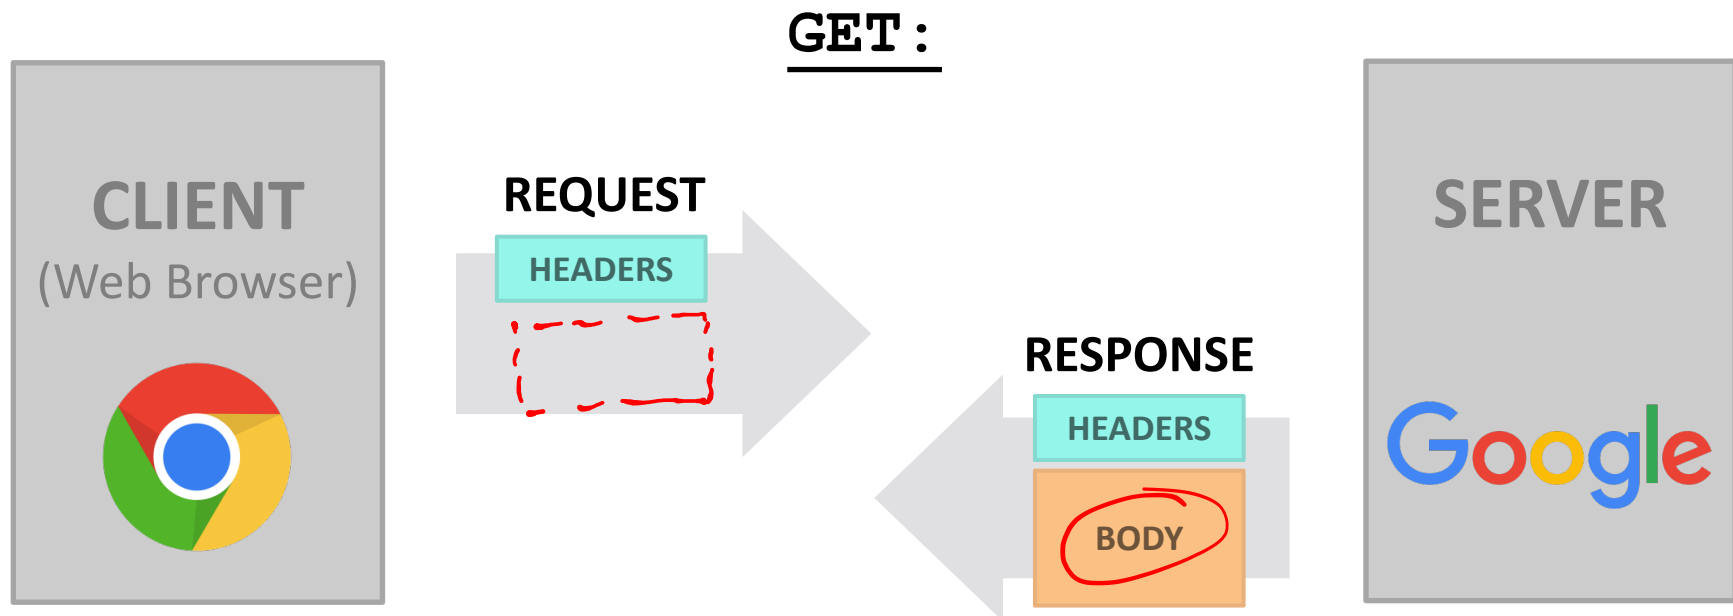 GET:
CLIENT
(Web Browser)
REQUEST
HEADERS
RESPONSE
HEADERS
BODY
SERVER
Google